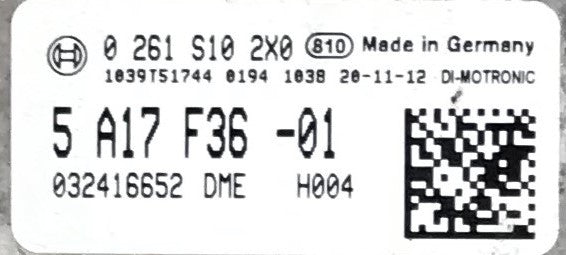 0 261 S10 2X0 810 Made in Germany
1039T51744 0194 1038 20-11-12 DI-MOTRONIC
5 A17 F36 -01
032416652 DME H004